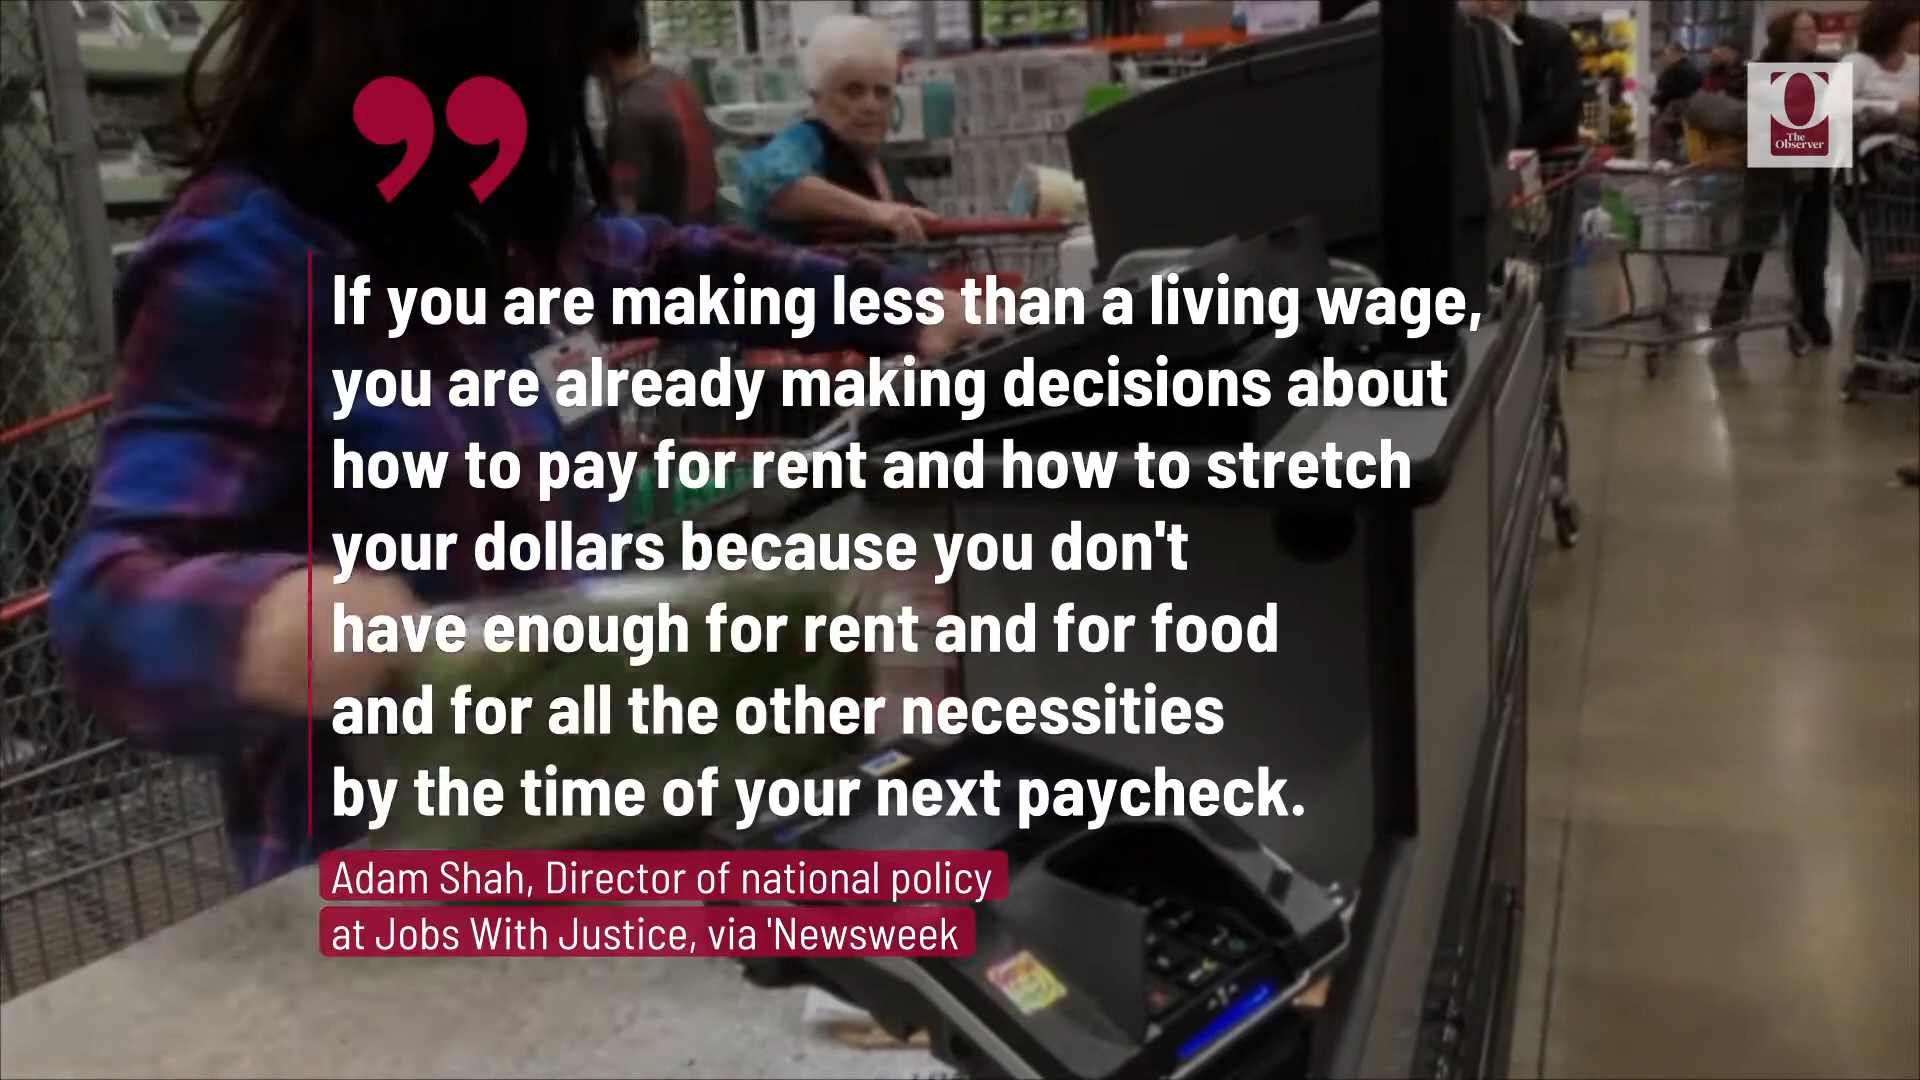 The
Observer
If you are making less than a living wage,
you are already making decisions about
how to pay for rent and how to stretch
your dollars because you don't
have enough for rent and for food
and for all the other necessities
by the time of your next paycheck.
Adam Shah, Director of national policy
at Jobs With Justice, via 'Newsweek